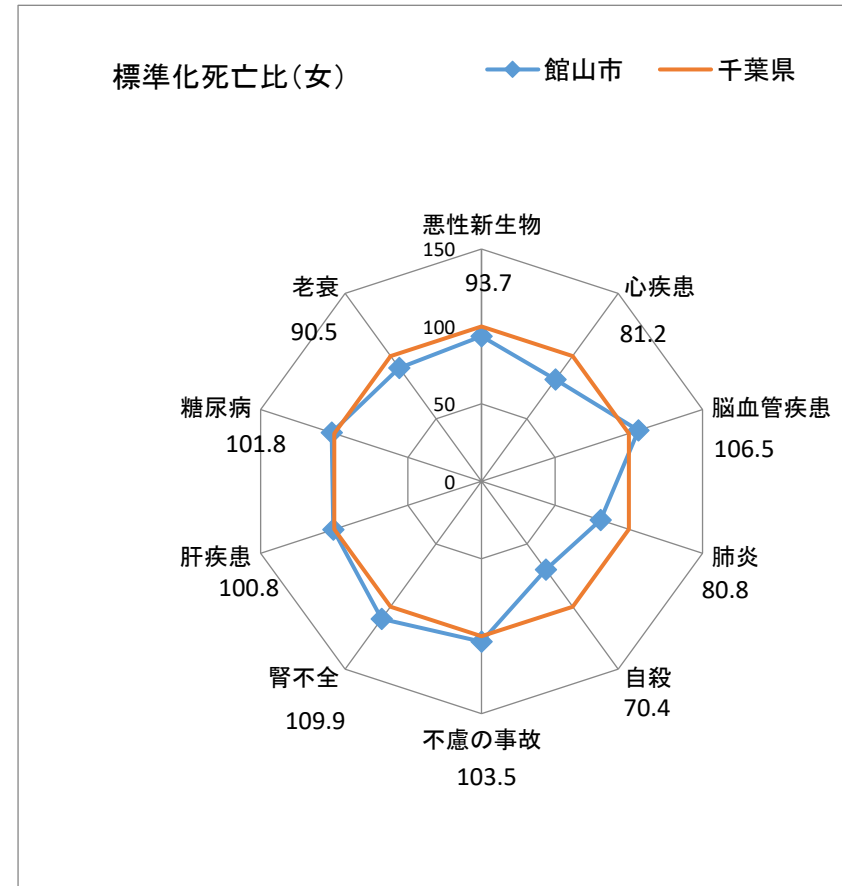 標準化死亡比(女)
館山市
千葉県
悪性新生物
93.7
心疾患
81.2
脳血管疾患
106.5
肺炎
80.8
自殺
70.4
不慮の事故
103.5
腎不全
109.9
肝疾患
100.8
糖尿病
101.8
老衰
90.5
150
100
50
0